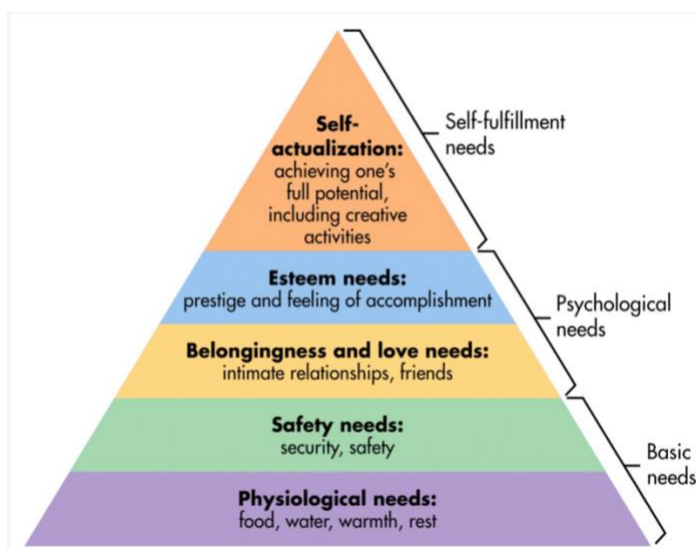 Self-
actualization:
achieving one's
full potential,
including creative
activities
Self-fulfillment
needs
Esteem needs:
prestige and feeling of accomplishment
Psychological
needs
Belongingness and love needs:
intimate relationships, friends
Safety needs:
security, safety
Basic
needs
Physiological needs:
food, water, warmth, rest